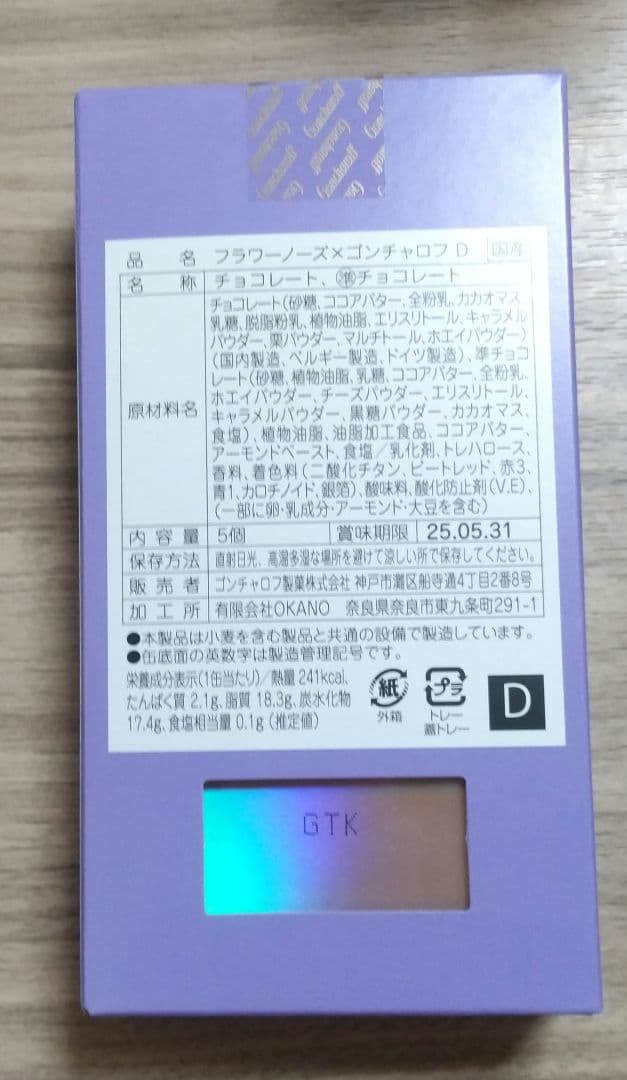 Goncharoff
品名 フラワーノーズ×ゴンチャロフ D 国産
名称 チョコレート、㊜チョコレート
原材料名
チョコレート(砂糖、ココアバター、全粉乳、カカオマス
乳糖、脱脂粉乳、植物油脂、エリスリトール、キャラメル
パウダー、栗パウダー、マルチトール、ホエイパウダー)
(国内製造、ベルギー製造、ドイツ製造)、準チョコ
レート(砂糖、植物油脂、乳糖、ココアバター、全粉乳、
ホエイパウダー、チーズパウダー、エリスリトール、
キャラメルパウダー、黒糖パウダー、カカオマス、
食塩)、植物油脂、油脂加工食品、ココアバター、
アーモンドペースト、食塩/乳化剤、トレハロース、
香料、着色料(二酸化チタン、ビートレッド、赤3、
青1、カロチノイド、銀箔)、酸味料、酸化防止剤(V.E)、
(一部に卵・乳成分・アーモンド・大豆を含む)
内容量 5個 賞味期限 25.05.31
保存方法 直射日光、高温多湿な場所を避けて涼しい所で保存してください。
販売者 ゴンチャロフ製菓株式会社 神戸市灘区船寺通4丁目2番8号
加工所 有限会社OKANO 奈良県奈良市東九条町291-1
●本製品は小麦を含む製品と共通の設備で製造しています。
●缶底面の英数字は製造管理記号です。
栄養成分表示(1缶当たり)/熱量 241kcal、
たんぱく質 2.1g、脂質 18.3g、炭水化物
17.4g、食塩相当量 0.1g (推定値)
紙
外箱
プラ
トレー
蓋トレー
D
GTK